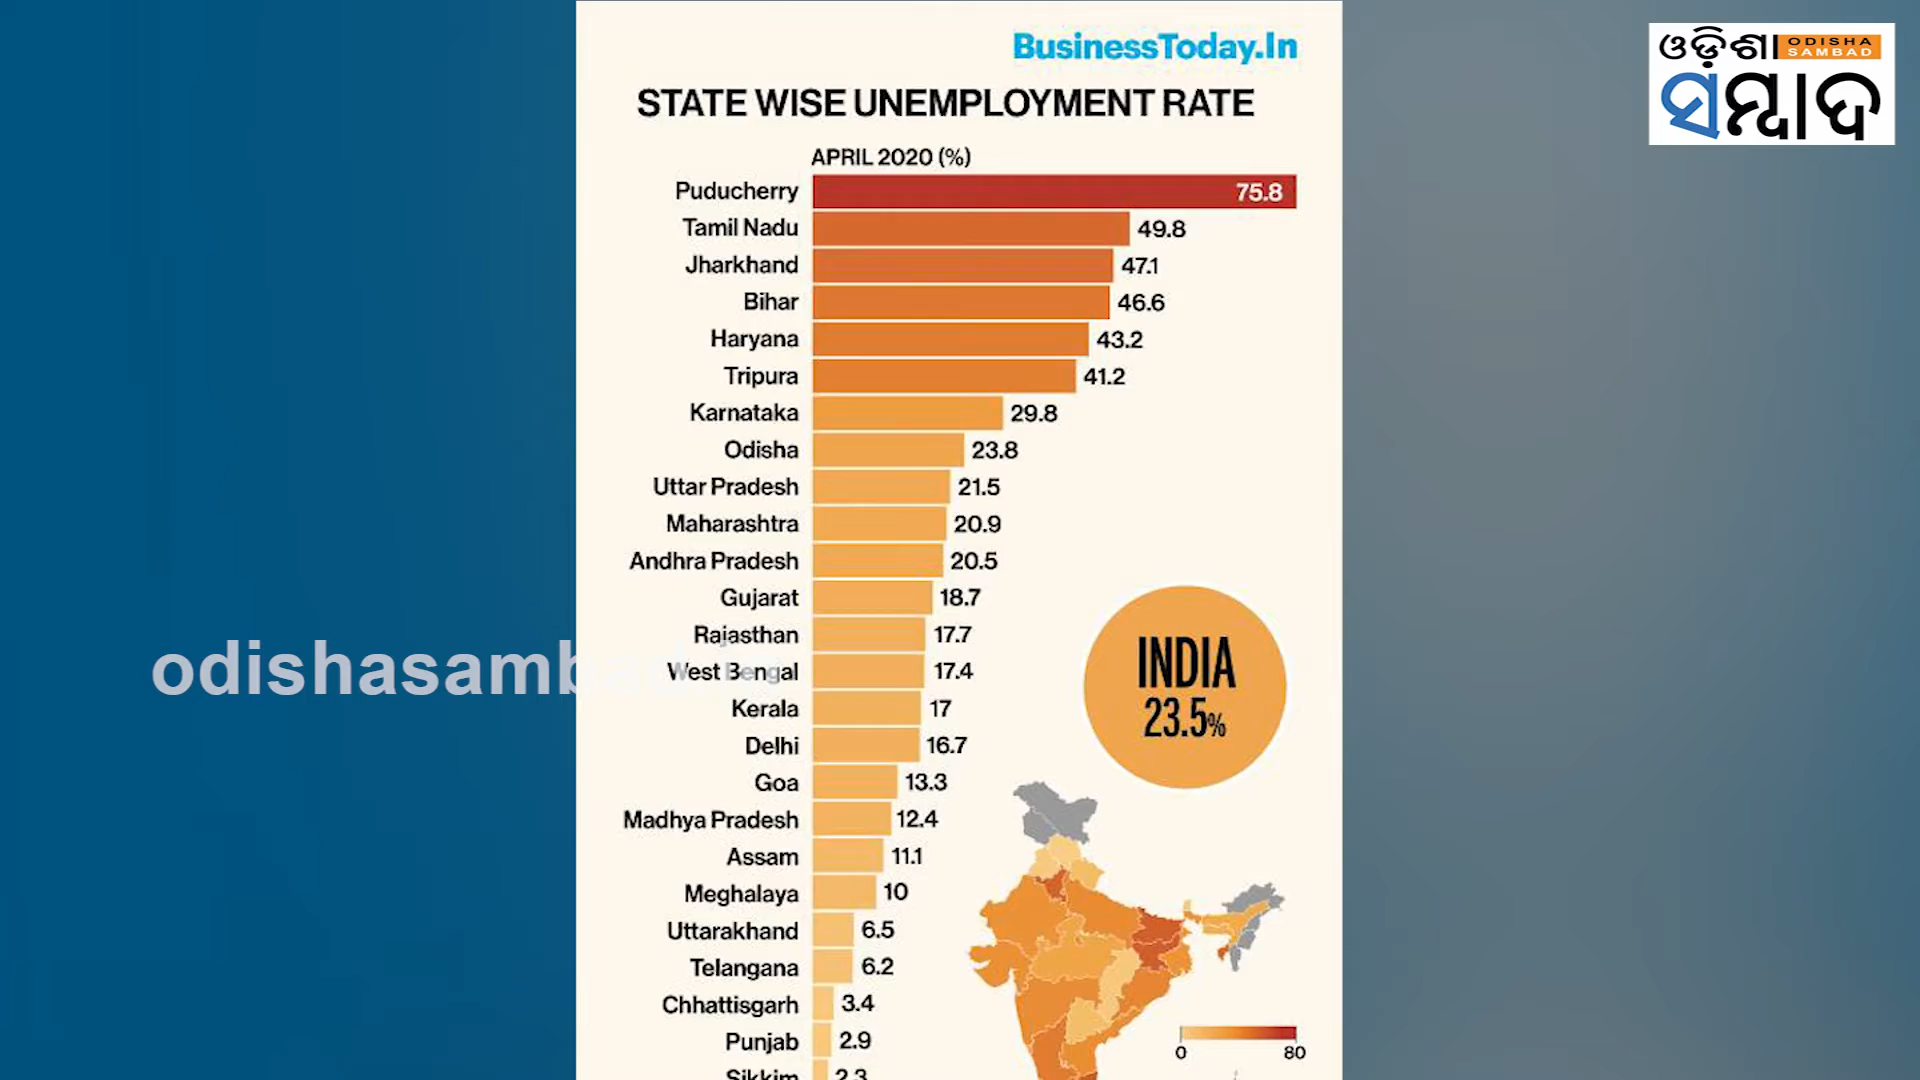 BusinessToday.In
ଓଡ଼ିଶା ODISHA SAMBAD
ସମ୍ବାଦ
STATE WISE UNEMPLOYMENT RATE
APRIL 2020 (%)
Puducherry 75.8
Tamil Nadu 49.8
Jharkhand 47.1
Bihar 46.6
Haryana 43.2
Tripura 41.2
Karnataka 29.8
Odisha 23.8
Uttar Pradesh 21.5
Maharashtra 20.9
Andhra Pradesh 20.5
Gujarat 18.7
Rajasthan 17.7
West Bengal 17.4
Kerala 17
Delhi 16.7
Goa 13.3
Madhya Pradesh 12.4
Assam 11.1
Meghalaya 10
Uttarakhand 6.5
Telangana 6.2
Chhattisgarh 3.4
Punjab 2.9
Sikkim 2.3
INDIA
23.5%
0 80